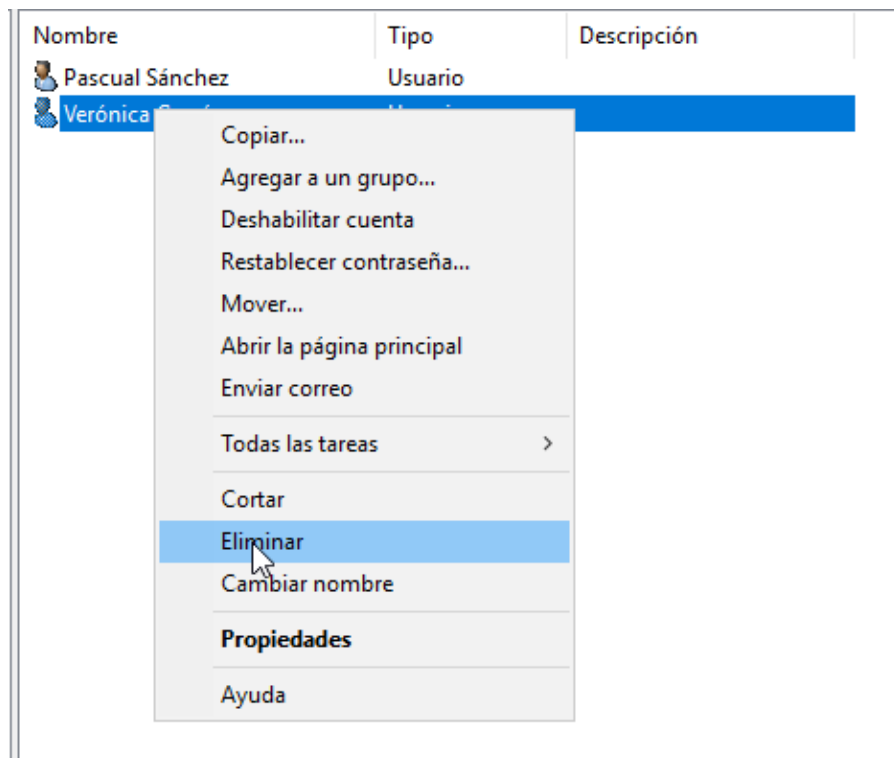 Nombre Tipo Descripción
Pascual Sánchez Usuario
Verónica
Copiar...
Agregar a un grupo...
Deshabilitar cuenta
Restablecer contraseña...
Mover...
Abrir la página principal
Enviar correo
Todas las tareas
Cortar
Eliminar
Cambiar nombre
Propiedades
Ayuda